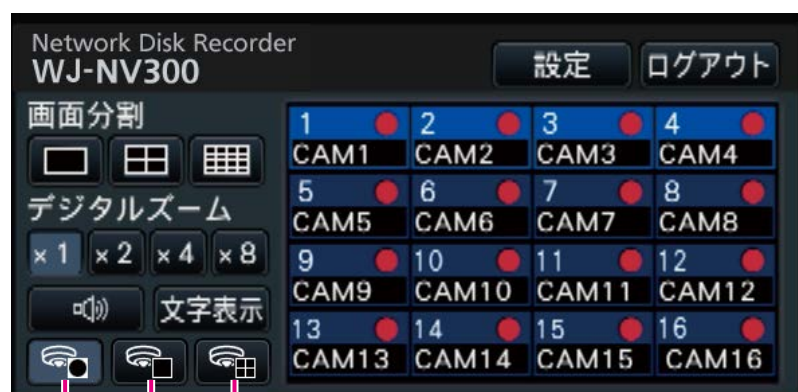 Network Disk Recorder
WJ-NV300
設定 ログアウト
画面分割
デジタルズーム
×1 ×2 ×4 ×8
文字表示
1 2 3 4
CAM1 CAM2 CAM3 CAM4
5 6 7 8
CAM5 CAM6 CAM7 CAM8
9 10 11 12
CAM9 CAM10 CAM11 CAM12
13 14 15 16
CAM13 CAM14 CAM15 CAM16